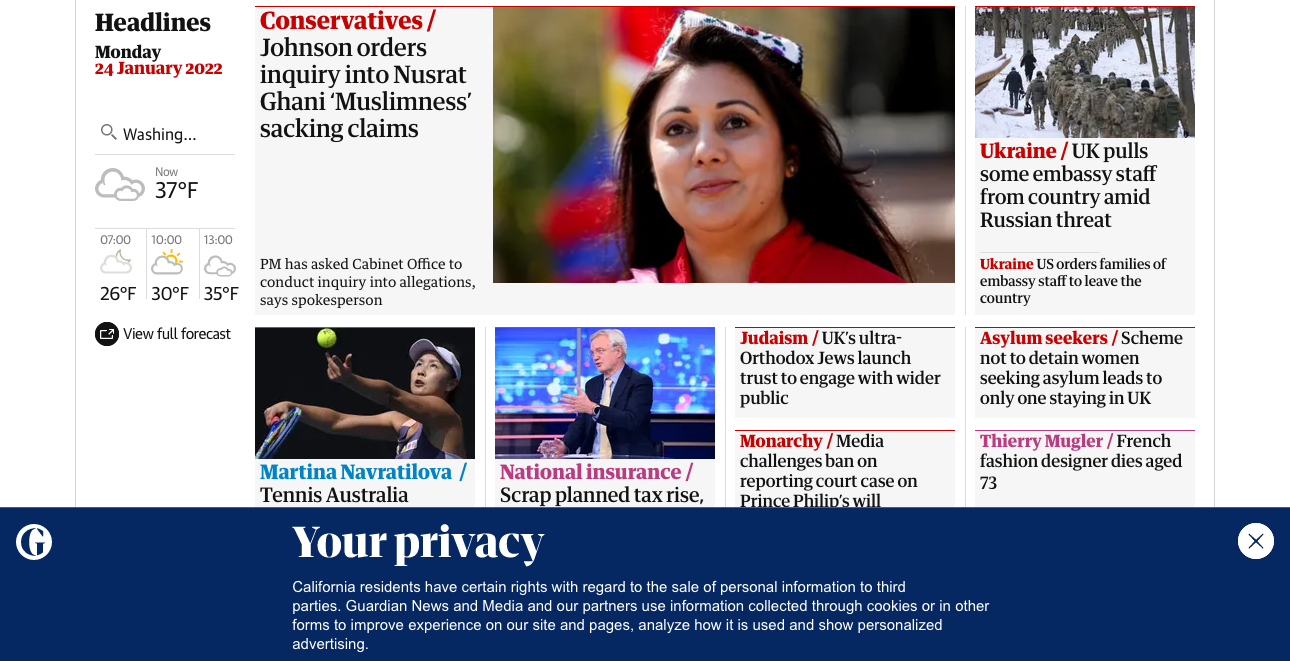 Headlines
Monday
24 January 2022
Washing...
Now
37°F
07:00
26°F
10:00
30°F
13:00
35°F
View full forecast
Conservatives /
Johnson orders
inquiry into Nusrat
Ghani ‘Muslimness’
sacking claims
PM has asked Cabinet Office to
conduct inquiry into allegations,
says spokesperson
Ukraine / UK pulls
some embassy staff
from country amid
Russian threat
Ukraine US orders families of
embassy staff to leave the
country
Martina Navratilova /
Tennis Australia
National insurance /
Scrap planned tax rise,
Judaism / UK’s ultra-
Orthodox Jews launch
trust to engage with wider
public
Monarchy / Media
challenges ban on
reporting court case on
Prince Philip’s will
Asylum seekers / Scheme
not to detain women
seeking asylum leads to
only one staying in UK
Thierry Mugler / French
fashion designer dies aged
73
G
Your privacy
California residents have certain rights with regard to the sale of personal information to third
parties. Guardian News and Media and our partners use information collected through cookies or in other
forms to improve experience on our site and pages, analyze how it is used and show personalized
advertising.